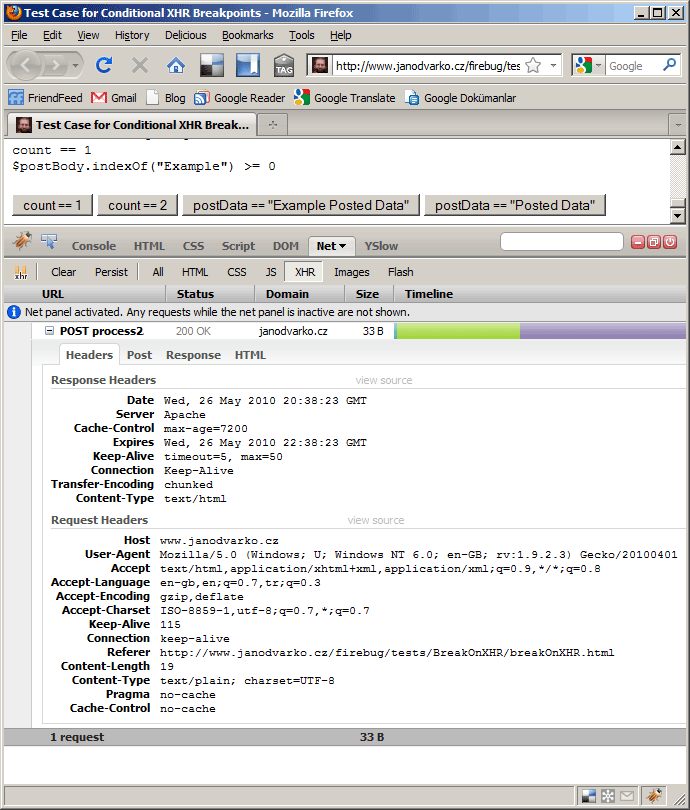 Test Case for Conditional XHR Breakpoints - Mozilla Firefox
File Edit View History Delicious Bookmarks Tools Help
TAG http://www.janodvarko.cz/firebug/tes Google
FriendFeed Gmail Blog Google Reader Google Translate Google Dokümanlar
Test Case for Conditional XHR Break...
count == 1
$postBody.indexOf("Example") >= 0
count == 1 count == 2 postData == "Example Posted Data" postData == "Posted Data"
Console HTML CSS Script DOM Net YSlow
xhr Clear Persist All HTML CSS JS XHR Images Flash
URL Status Domain Size Timeline
Net panel activated. Any requests while the net panel is inactive are not shown.
POST process2 200 OK janodvarko.cz 33 B
Headers Post Response HTML
Response Headers view source
Date Wed, 26 May 2010 20:38:23 GMT
Server Apache
Cache-Control max-age=7200
Expires Wed, 26 May 2010 22:38:23 GMT
Keep-Alive timeout=5, max=50
Connection Keep-Alive
Transfer-Encoding chunked
Content-Type text/html
Request Headers view source
Host www.janodvarko.cz
User-Agent Mozilla/5.0 (Windows; U; Windows NT 6.0; en-GB; rv:1.9.2.3) Gecko/20100401
Accept text/html,application/xhtml+xml,application/xml;q=0.9,*/*;q=0.8
Accept-Language en-gb,en;q=0.7,tr;q=0.3
Accept-Encoding gzip,deflate
Accept-Charset ISO-8859-1,utf-8;q=0.7,*;q=0.7
Keep-Alive 115
Connection keep-alive
Referer http://www.janodvarko.cz/firebug/tests/BreakOnXHR/breakOnXHR.html
Content-Length 19
Content-Type text/plain; charset=UTF-8
Pragma no-cache
Cache-Control no-cache
1 request 33 B